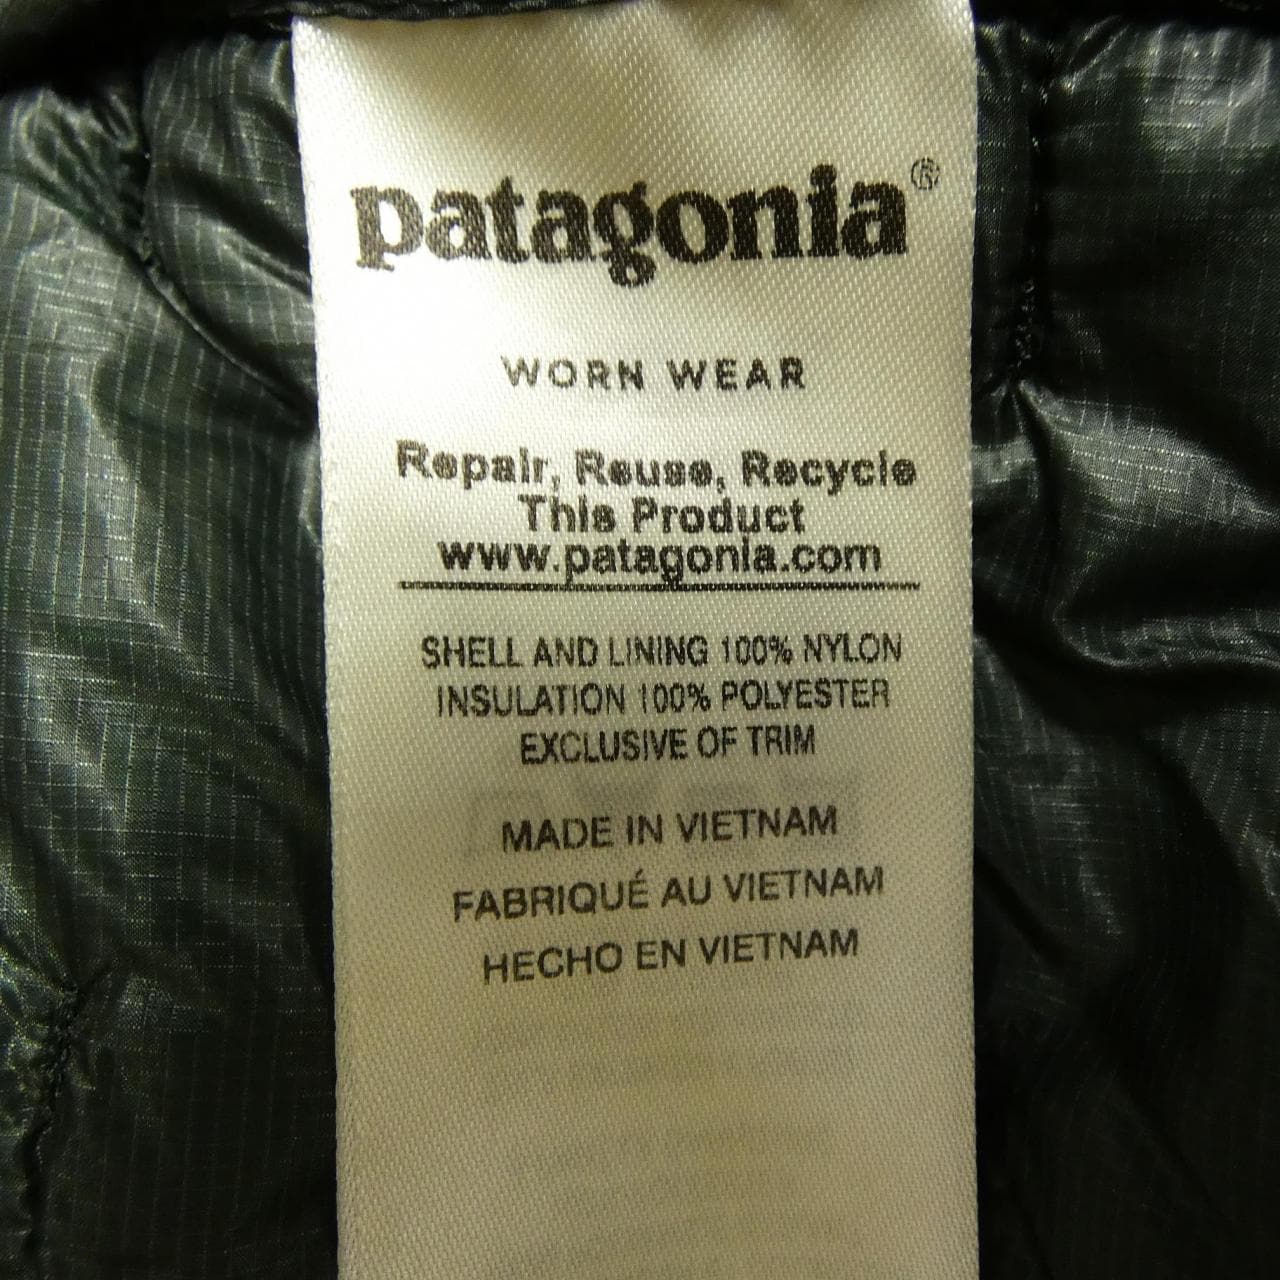 patagonia®
WORN WEAR
Repair, Reuse, Recycle
This Product
www.patagonia.com
SHELL AND LINING 100% NYLON
INSULATION 100% POLYESTER
EXCLUSIVE OF TRIM
MADE IN VIETNAM
FABRIQUÉ AU VIETNAM
HECHO EN VIETNAM